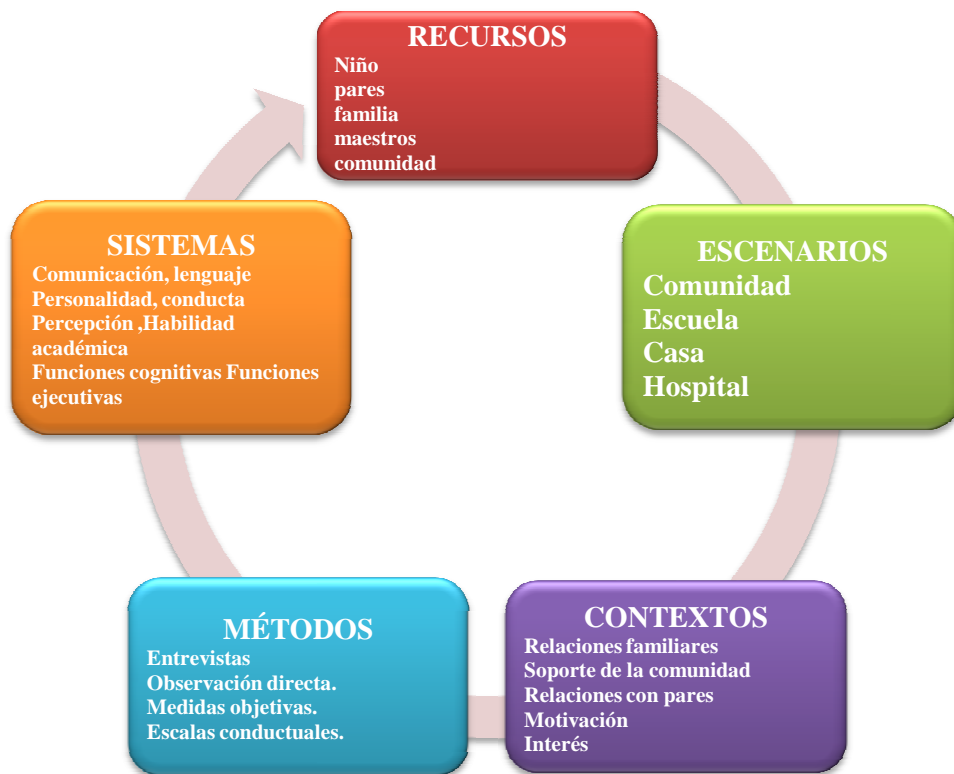 RECURSOS
Niño
pares
familia
maestros
comunidad
ESCENARIOS
Comunidad
Escuela
Casa
Hospital
CONTEXTOS
Relaciones familiares
Soporte de la comunidad
Relaciones con pares
Motivación
Interés
MÉTODOS
Entrevistas
Observación directa.
Medidas objetivas.
Escalas conductuales.
SISTEMAS
Comunicación, lenguaje
Personalidad, conducta
Percepción ,Habilidad
académica
Funciones cognitivas Funciones
ejecutivas